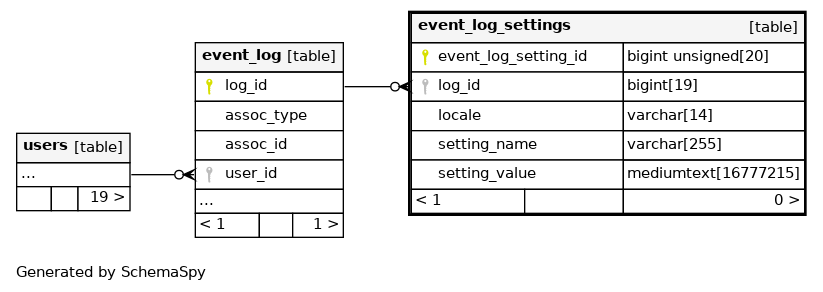 users [table]
...
19 >
event_log [table]
log_id
assoc_type
assoc_id
user_id
...
< 1 1 >
event_log_settings [table]
event_log_setting_id bigint unsigned[20]
log_id bigint[19]
locale varchar[14]
setting_name varchar[255]
setting_value mediumtext[16777215]
< 1 0 >
Generated by SchemaSpy